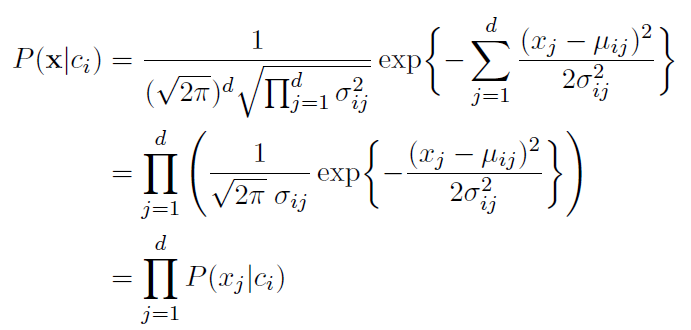 P(\mathbf{x}|c_i) = \frac{1}{(\sqrt{2\pi})^d \sqrt{\prod_{j=1}^{d} \sigma_{ij}^2}} \exp\left\{ -\sum_{j=1}^{d} \frac{(x_j - \mu_{ij})^2}{2\sigma_{ij}^2} \right\}
= \prod_{j=1}^{d} \left( \frac{1}{\sqrt{2\pi}\ \sigma_{ij}} \exp\left\{ -\frac{(x_j - \mu_{ij})^2}{2\sigma_{ij}^2} \right\} \right)
= \prod_{j=1}^{d} P(x_j|c_i)